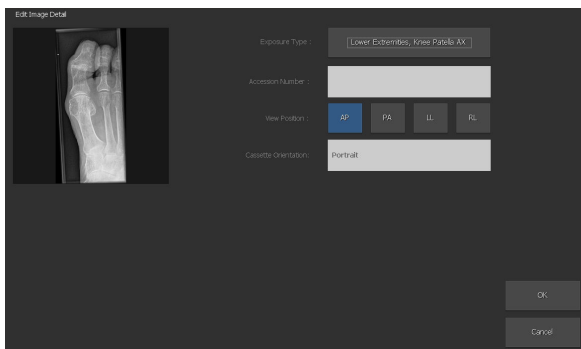 Edit Image Detail
Exposure Type : Lower Extremities, Knee Patella AX
Accession Number :
View Position : AP PA LL RL
Cassette Orientation: Portrait
OK
Cancel